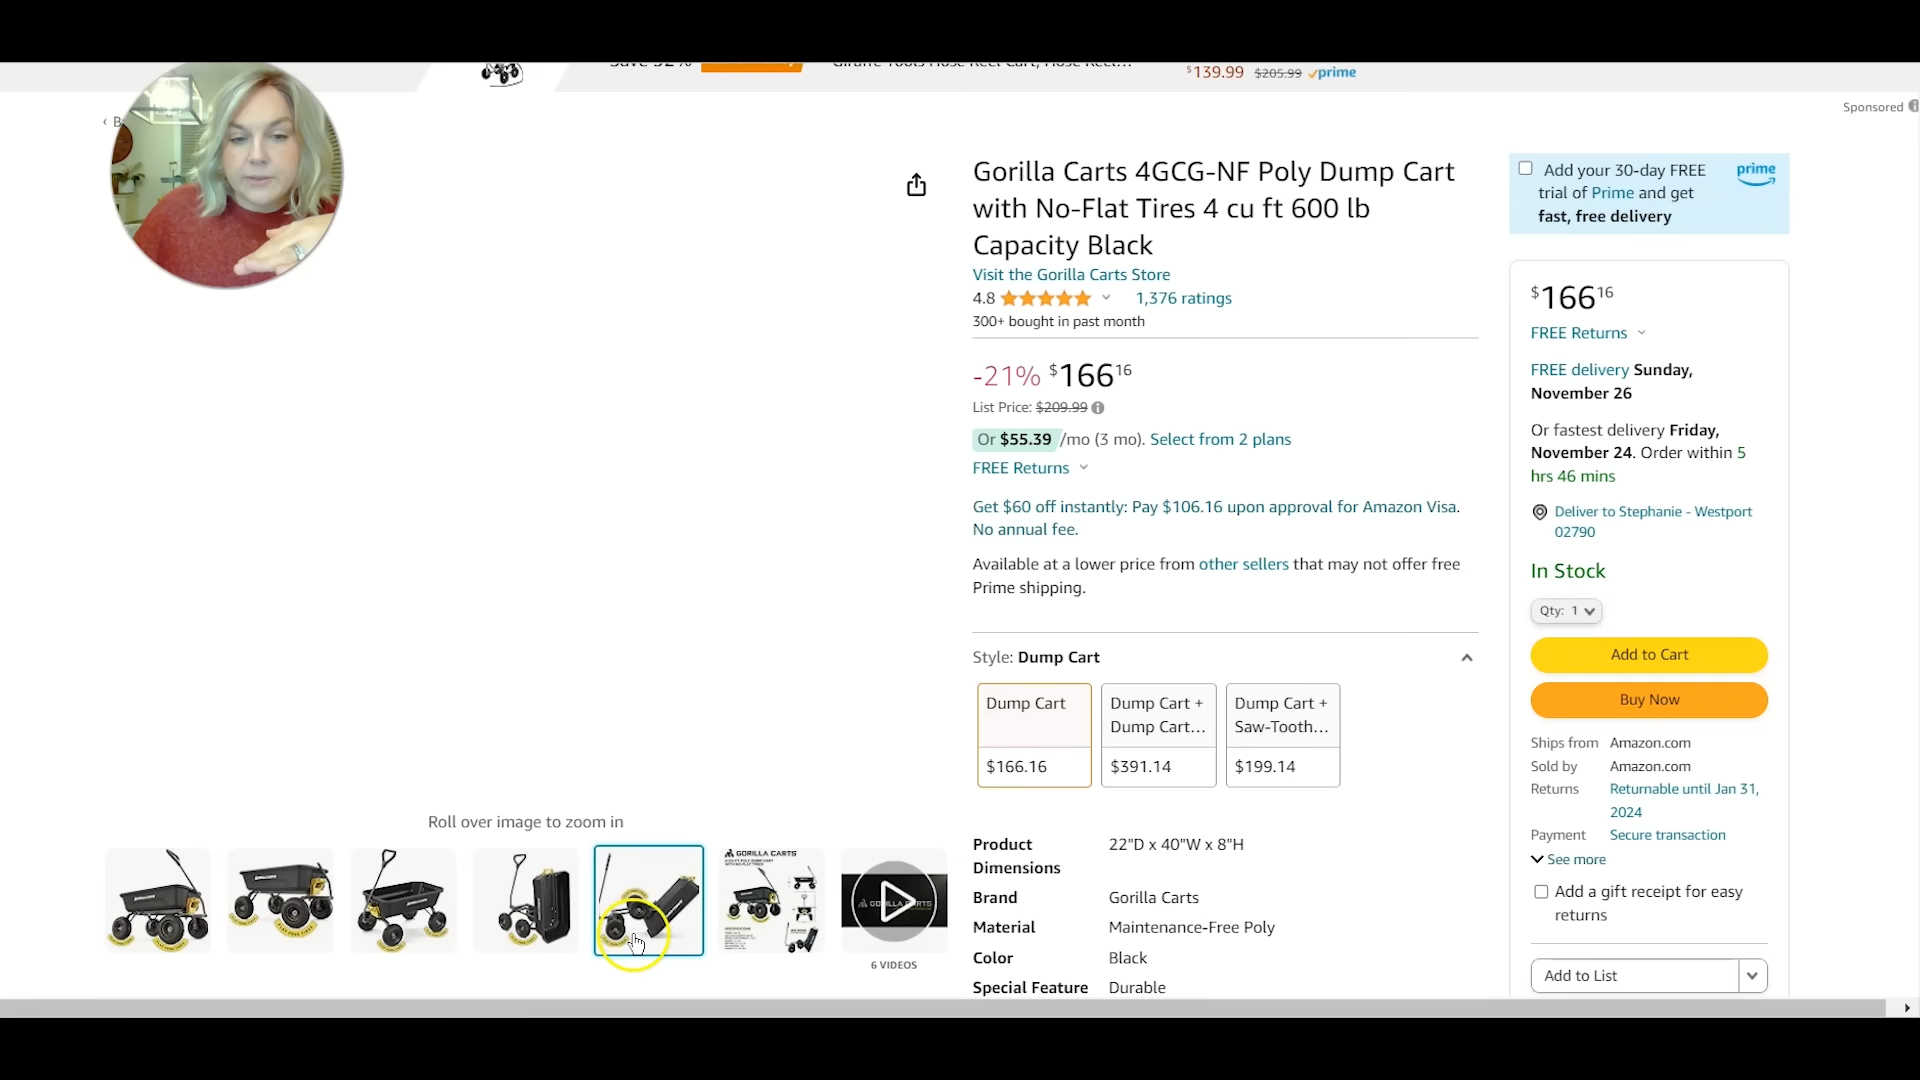 $139.99 $205.99 prime
Sponsored
‹ B
Gorilla Carts 4GCG-NF Poly Dump Cart
with No-Flat Tires 4 cu ft 600 lb
Capacity Black
Visit the Gorilla Carts Store
4.8 1,376 ratings
300+ bought in past month
-21% $166 16
List Price: $209.99
Or $55.39 /mo (3 mo). Select from 2 plans
FREE Returns
Get $60 off instantly: Pay $106.16 upon approval for Amazon Visa.
No annual fee.
Available at a lower price from other sellers that may not offer free
Prime shipping.
Style: Dump Cart
Dump Cart
$166.16
Dump Cart +
Dump Cart...
$391.14
Dump Cart +
Saw-Tooth...
$199.14
Product
Dimensions
22"D x 40"W x 8"H
Brand Gorilla Carts
Material Maintenance-Free Poly
Color Black
Special Feature Durable
Roll over image to zoom in
GORILLA CARTS
6 VIDEOS
Add your 30-day FREE
trial of Prime and get
fast, free delivery
prime
$166 16
FREE Returns
FREE delivery Sunday,
November 26
Or fastest delivery Friday,
November 24. Order within 5
hrs 46 mins
Deliver to Stephanie - Westport
02790
In Stock
Qty: 1
Add to Cart
Buy Now
Ships from Amazon.com
Sold by Amazon.com
Returns Returnable until Jan 31,
2024
Payment Secure transaction
See more
Add a gift receipt for easy
returns
Add to List